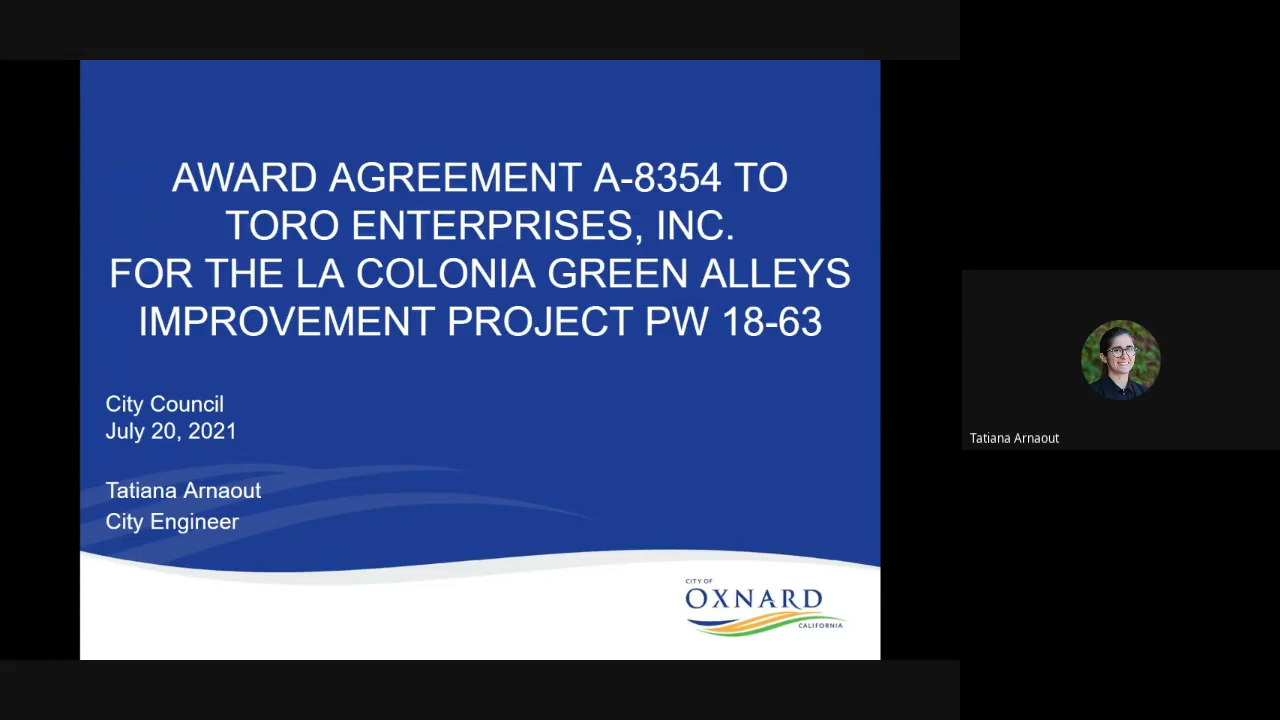 AWARD AGREEMENT A-8354 TO
TORO ENTERPRISES, INC.
FOR THE LA COLONIA GREEN ALLEYS
IMPROVEMENT PROJECT PW 18-63
City Council
July 20, 2021
Tatiana Arnaout
City Engineer
CITY OF
OXNARD
CALIFORNIA
Tatiana Arnaout